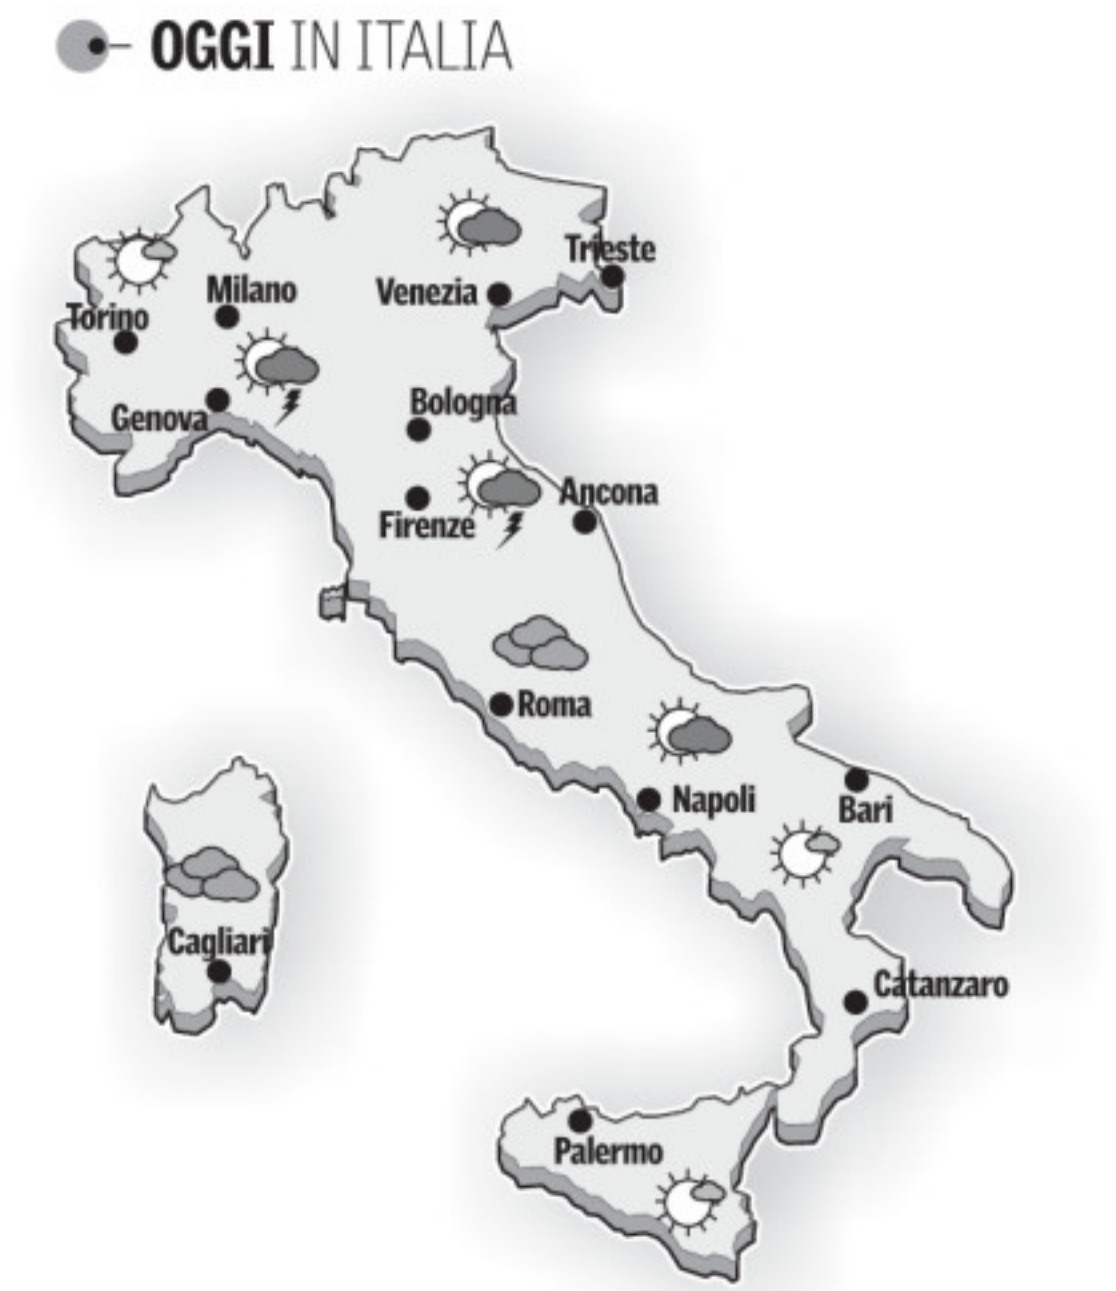 OGGI IN ITALIA
Trieste
Milano
Venezia
Torino
Bologna
Genova
Ancona
Firenze
Roma
Napoli
Bari
Cagliari
Catanzaro
Palermo